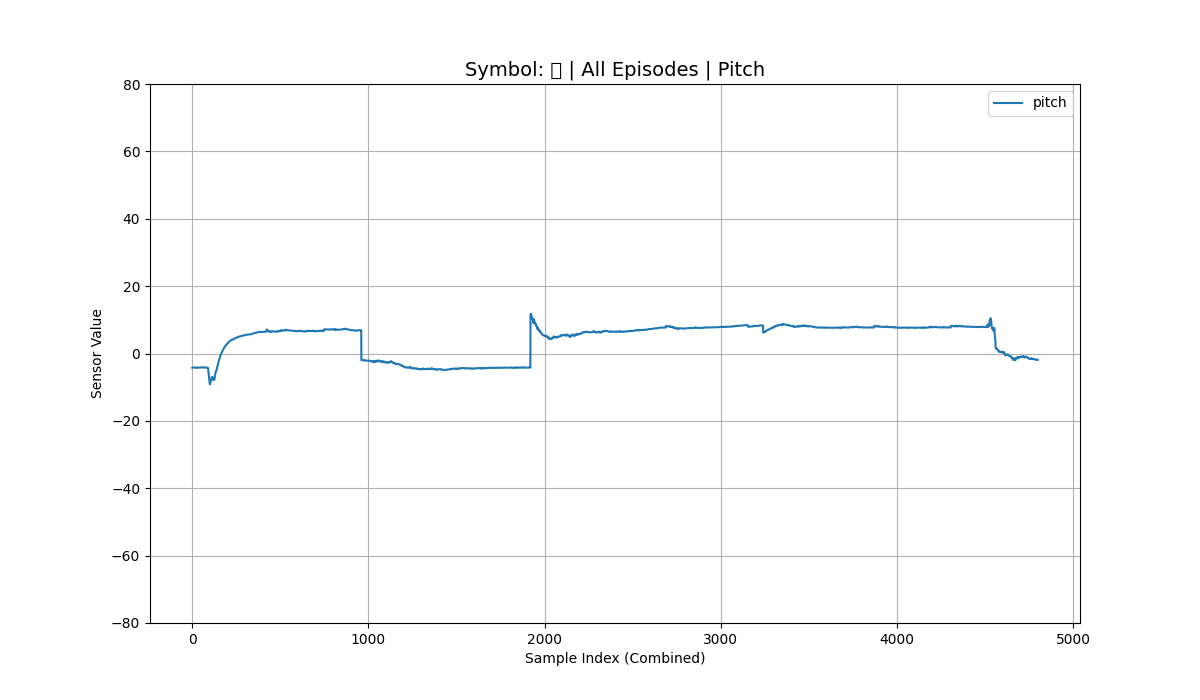 Symbol: | All Episodes | Pitch
pitch
80
60
40
20
0
−20
−40
−60
−80
Sensor Value
0 1000 2000 3000 4000 5000
Sample Index (Combined)